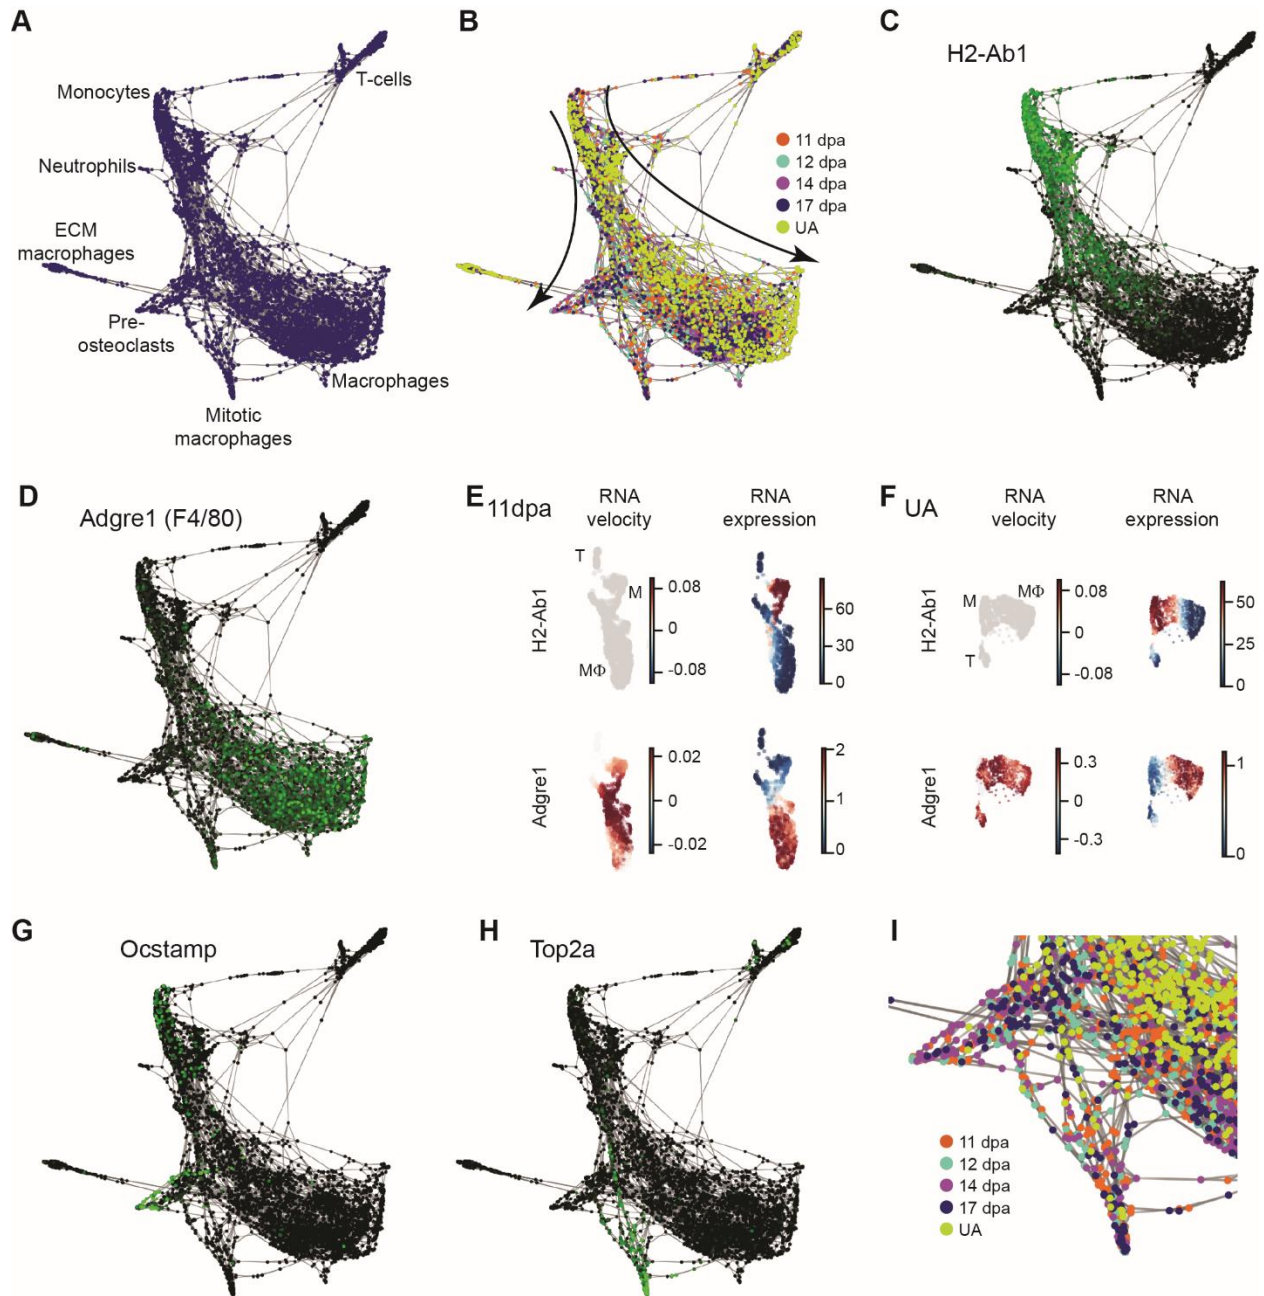 A
Monocytes
T-cells
Neutrophils
ECM
macrophages
Pre-
osteoclasts
Macrophages
Mitotic
macrophages
B
11 dpa
12 dpa
14 dpa
17 dpa
UA
C
H2-Ab1
D
Adgre1 (F4/80)
E 11dpa
RNA
velocity
RNA
expression
H2-Ab1
T
M
MΦ
0.08
0
-0.08
60
30
0
Adgre1
0.02
0
-0.02
2
1
0
F UA
RNA
velocity
RNA
expression
H2-Ab1
M
MΦ
T
0.08
0
-0.08
50
25
0
Adgre1
0.3
0
-0.3
1
0
G
Ocstamp
H
Top2a
I
11 dpa
12 dpa
14 dpa
17 dpa
UA